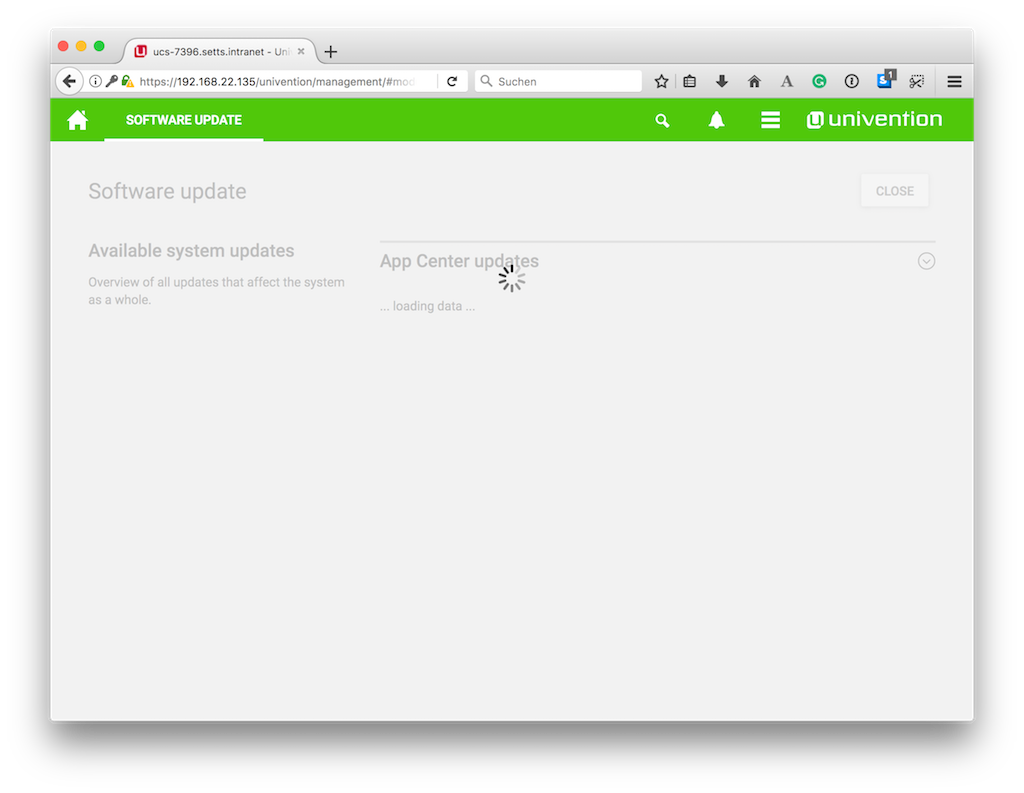 ucs-7396.setts.intranet - Uni
https://192.168.22.135/univention/management/#mod
Suchen
1
SOFTWARE UPDATE
univention
Software update
CLOSE
Available system updates
Overview of all updates that affect the system
as a whole.
App Center updates
... loading data ...